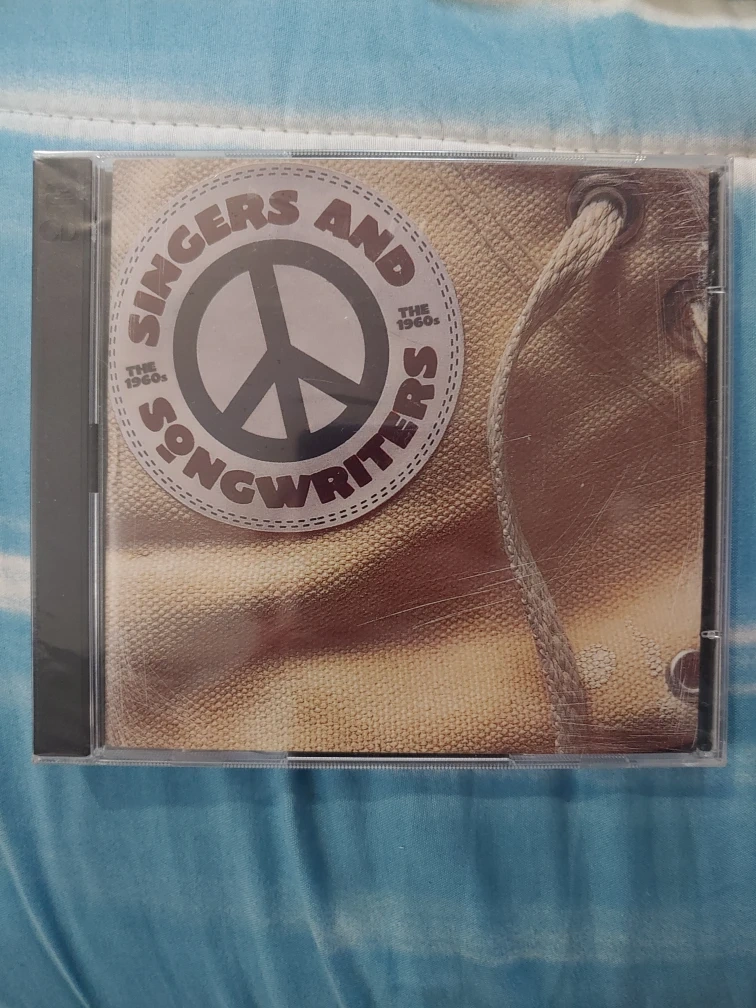 SINGERS AND
THE 1960s
THE 1960s
SONGWRITERS